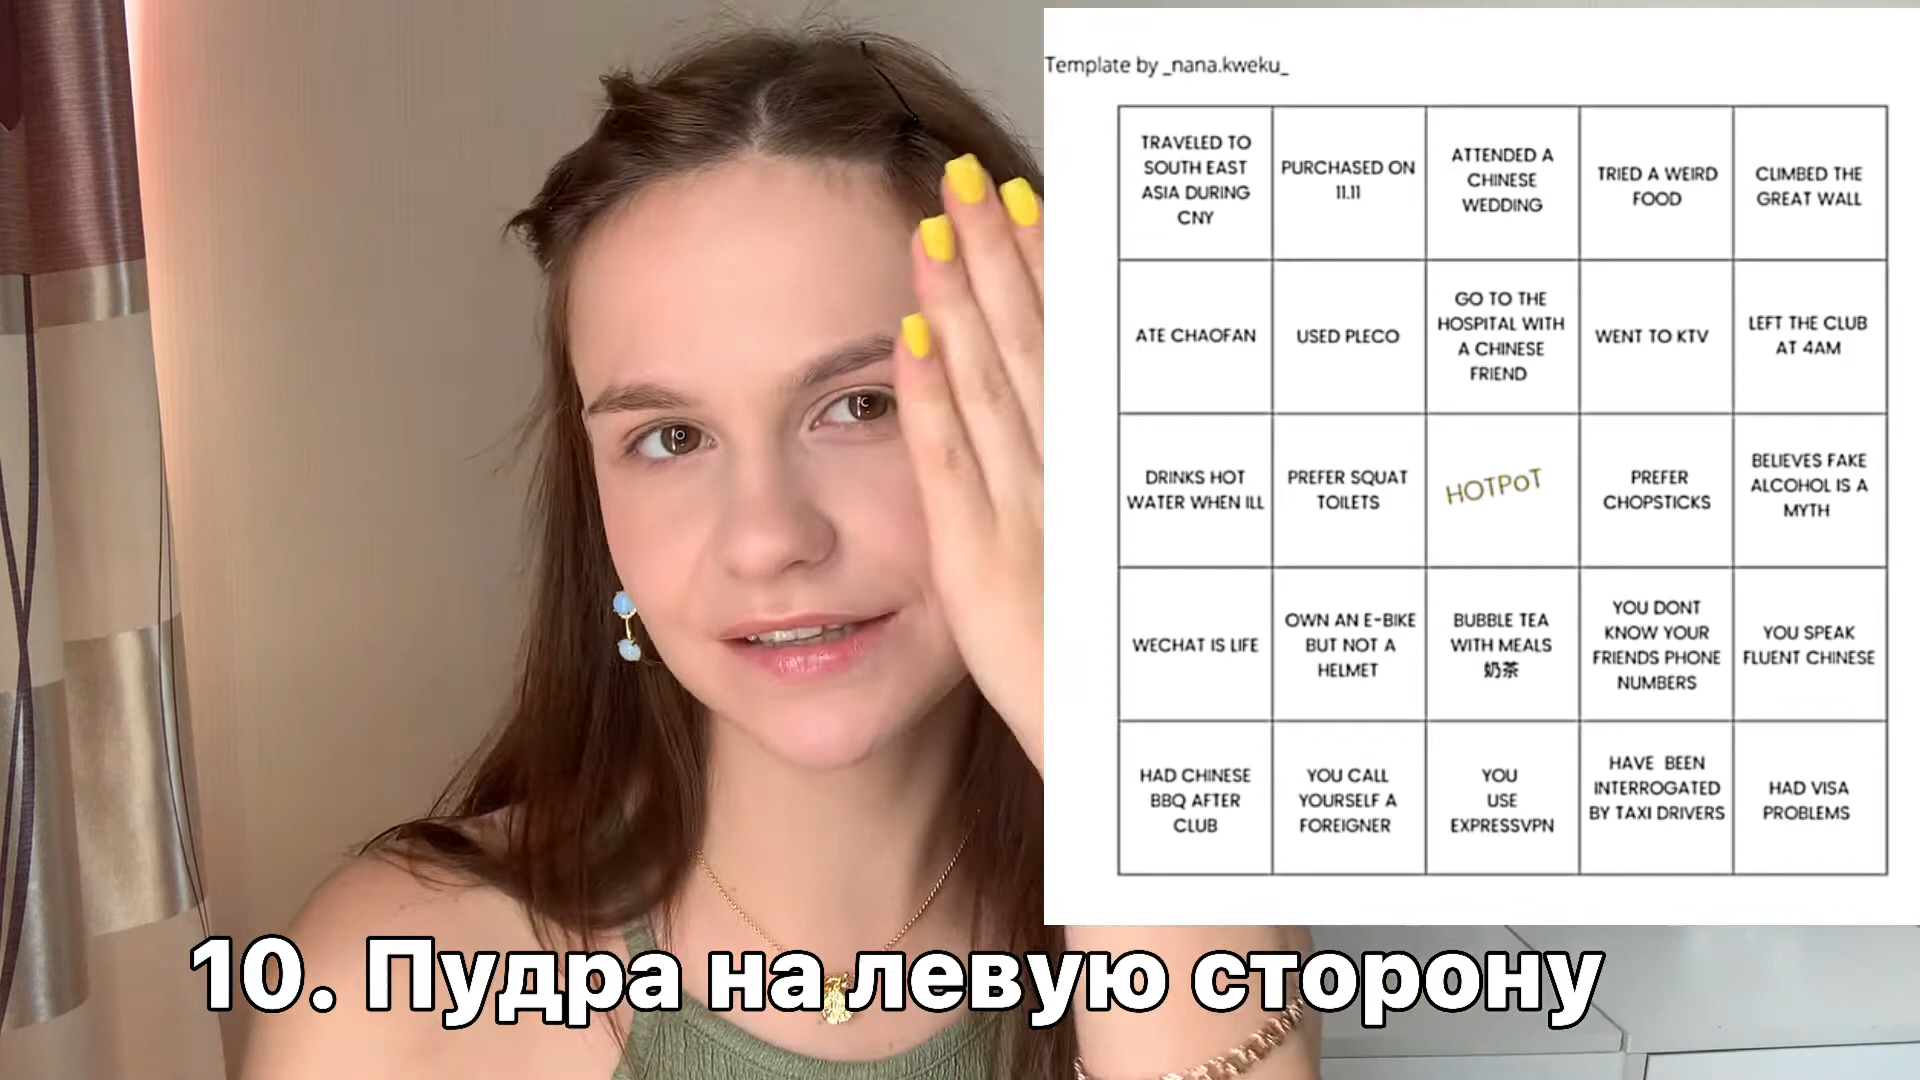 Template by _nana.kweku_
TRAVELED TO
SOUTH EAST
ASIA DURING
CNY
PURCHASED ON
11.11
ATTENDED A
CHINESE
WEDDING
TRIED A WEIRD
FOOD
CLIMBED THE
GREAT WALL
ATE CHAOFAN
USED PLECO
GO TO THE
HOSPITAL WITH
A CHINESE
FRIEND
WENT TO KTV
LEFT THE CLUB
AT 4AM
DRINKS HOT
WATER WHEN ILL
PREFER SQUAT
TOILETS
HOTPoT
PREFER
CHOPSTICKS
BELIEVES FAKE
ALCOHOL IS A
MYTH
WECHAT IS LIFE
OWN AN E-BIKE
BUT NOT A
HELMET
BUBBLE TEA
WITH MEALS
奶茶
YOU DONT
KNOW YOUR
FRIENDS PHONE
NUMBERS
YOU SPEAK
FLUENT CHINESE
HAD CHINESE
BBQ AFTER
CLUB
YOU CALL
YOURSELF A
FOREIGNER
YOU
USE
EXPRESSVPN
HAVE BEEN
INTERROGATED
BY TAXI DRIVERS
HAD VISA
PROBLEMS
10. Пудра на левую сторону